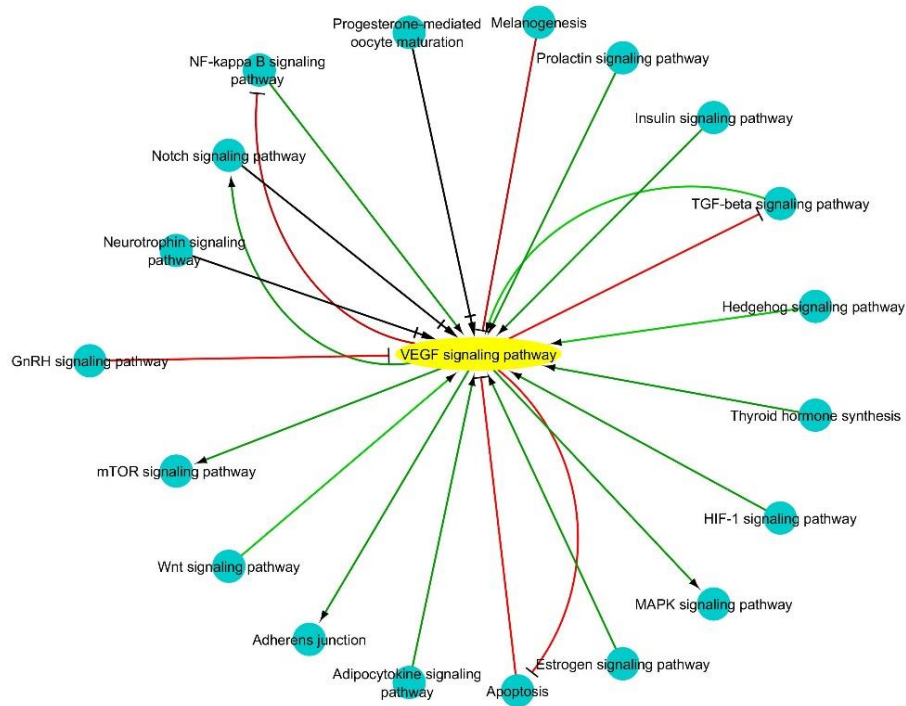 Progesterone-mediated
oocyte maturation
Melanogenesis
NF-kappa B signaling
pathway
Prolactin signaling pathway
Insulin signaling pathway
Notch signaling pathway
TGF-beta signaling pathway
Neurotrophin signaling
pathway
Hedgehog signaling pathway
VEGF signaling pathway
GnRH signaling pathway
Thyroid hormone synthesis
mTOR signaling pathway
HIF-1 signaling pathway
Wnt signaling pathway
MAPK signaling pathway
Adherens junction
Estrogen signaling pathway
Adipocytokine signaling
pathway
Apoptosis